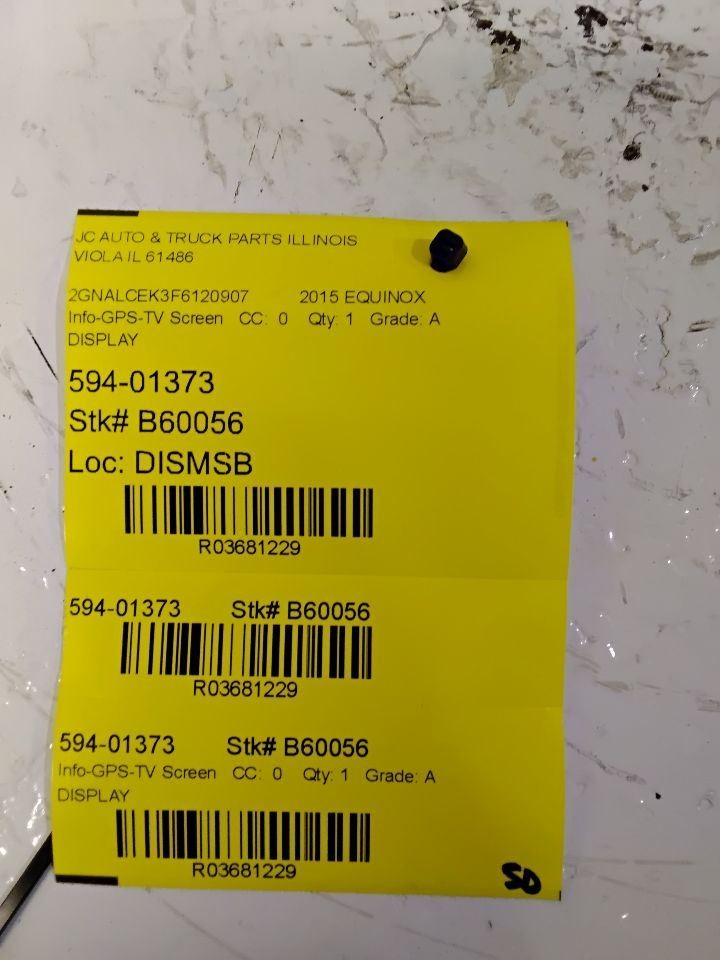 JC AUTO & TRUCK PARTS ILLINOIS
VIOLA IL 61486
2GNALCEK3F6120907 2015 EQUINOX
Info-GPS-TV Screen CC: 0 Qty: 1 Grade: A
DISPLAY
594-01373
Stk# B60056
Loc: DISMSB
R03681229
594-01373 Stk# B60056
R03681229
594-01373 Stk# B60056
Info-GPS-TV Screen CC: 0 Qty: 1 Grade: A
DISPLAY
R03681229
SD